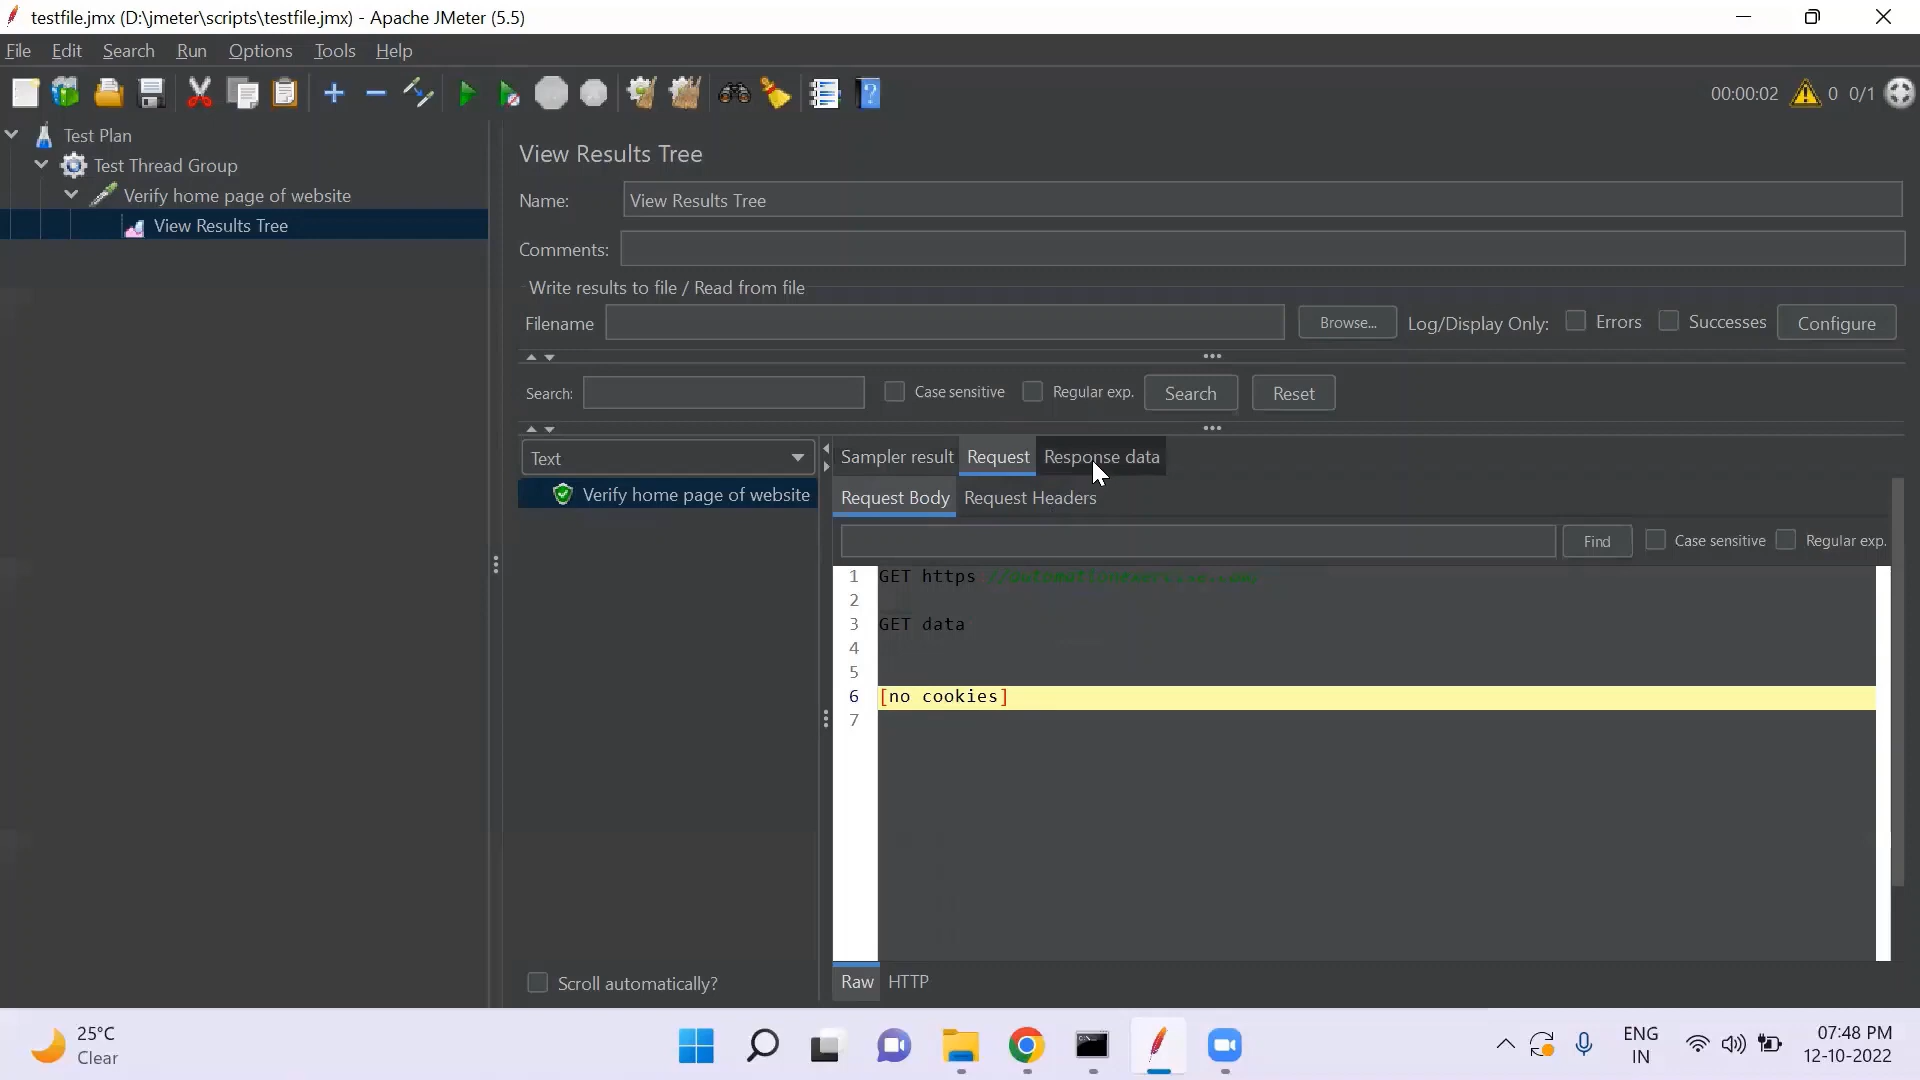 testfile.jmx (D:\jmeter\scripts\testfile.jmx) - Apache JMeter (5.5)
File Edit Search Run Options Tools Help
00:00:02 0 0/1
Test Plan
Test Thread Group
Verify home page of website
View Results Tree
View Results Tree
Name: View Results Tree
Comments:
Write results to file / Read from file
Filename Browse... Log/Display Only: Errors Successes Configure
Search: Case sensitive Regular exp. Search Reset
Text
Verify home page of website
Sampler result Request Response data
Request Body Request Headers
Find Case sensitive Regular exp.
1 GET https
2
3 GET data
4
5
6 [no cookies]
7
Scroll automatically?
Raw HTTP
25°C
Clear
ENG
IN
07:48 PM
12-10-2022